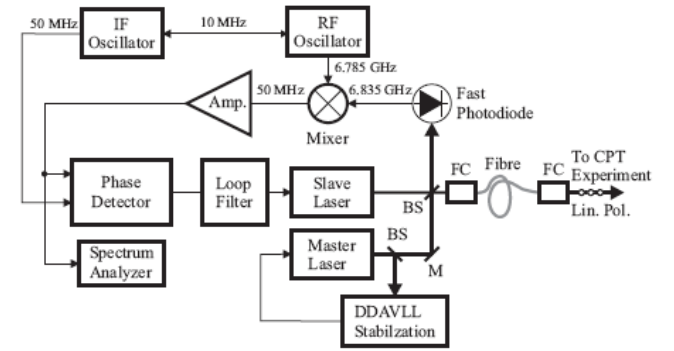 50 MHz
IF
Oscillator
10 MHz
RF
Oscillator
6.785 GHz
Amp.
50 MHz
6.835 GHz
Mixer
Fast
Photodiode
Phase
Detector
Loop
Filter
Slave
Laser
BS
FC
Fibre
FC
To CPT
Experiment
Lin. Pol.
Spectrum
Analyzer
Master
Laser
BS
M
DDAVLL
Stabilzation